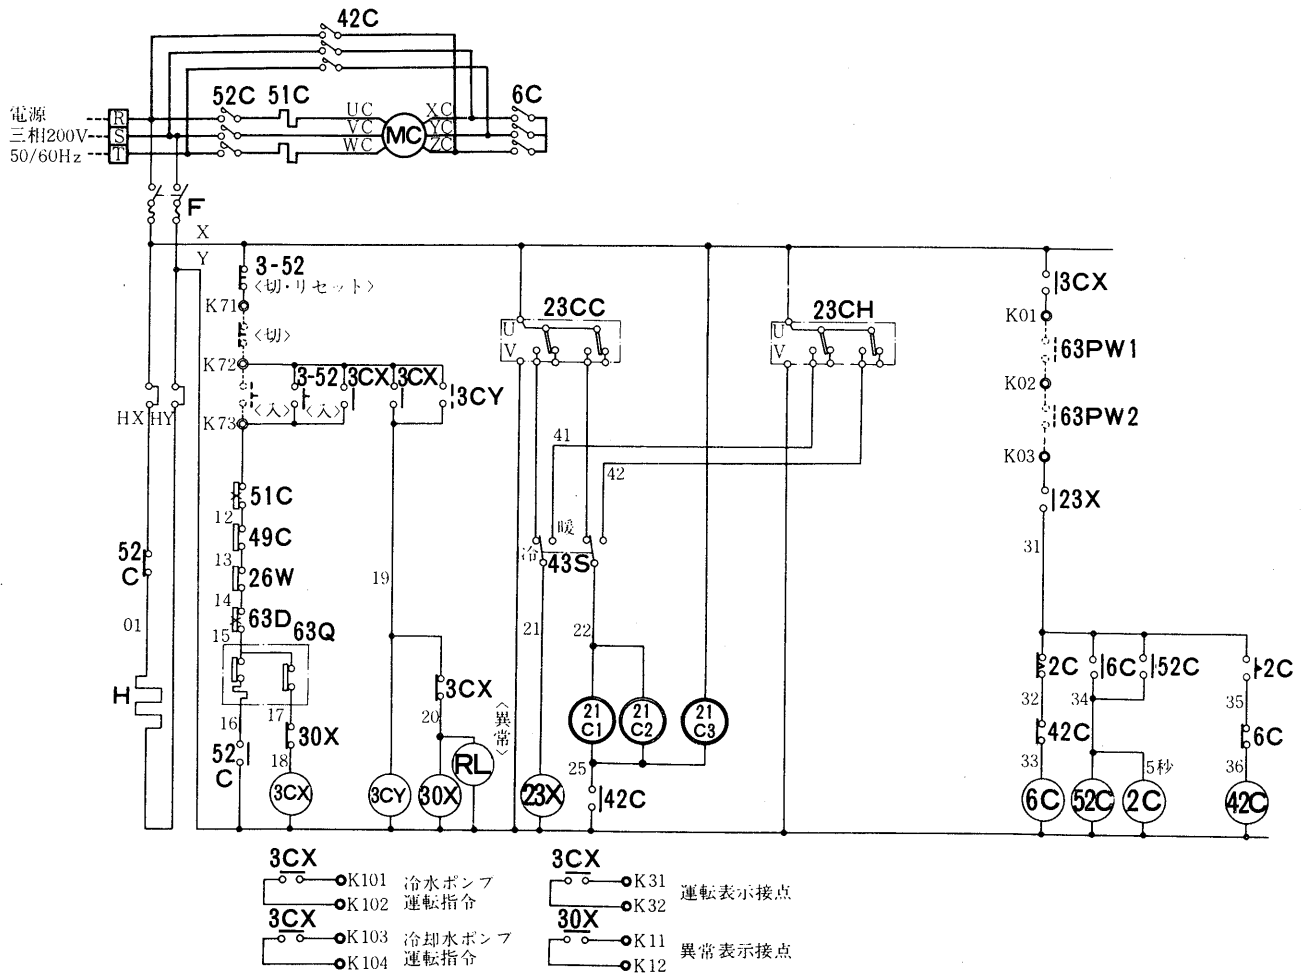 42C
52C
51C
6C
電源
三相200V
50/60Hz
R
S
T
UC
VC
WC
MC
XC
YC
ZC
F
X
Y
3-52
〈切・リセット〉
K71
〈切〉
K72
3-52
3CX
3CX
3CY
〈入〉
〈入〉
K73
HX
HY
23CC
U
V
23CH
U
V
3CX
K01
63PW1
K02
63PW2
K03
23X
41
42
51C
12
49C
13
26W
14
63D
15
63Q
52
C
01
H
19
暖
冷
43S
31
21
22
16
17
52
C
30X
18
3CX
3CX
20
〈異常〉
RL
3CY
30X
23X
21
C1
21
C2
21
C3
25
42C
2C
6C
52C
2C
32
34
35
42C
6C
33
5秒
36
6C
52C
2C
42C
3CX
K101
K102
冷水ポンプ
運転指令
3CX
K103
K104
冷却水ポンプ
運転指令
3CX
K31
K32
運転表示接点
30X
K11
K12
異常表示接点